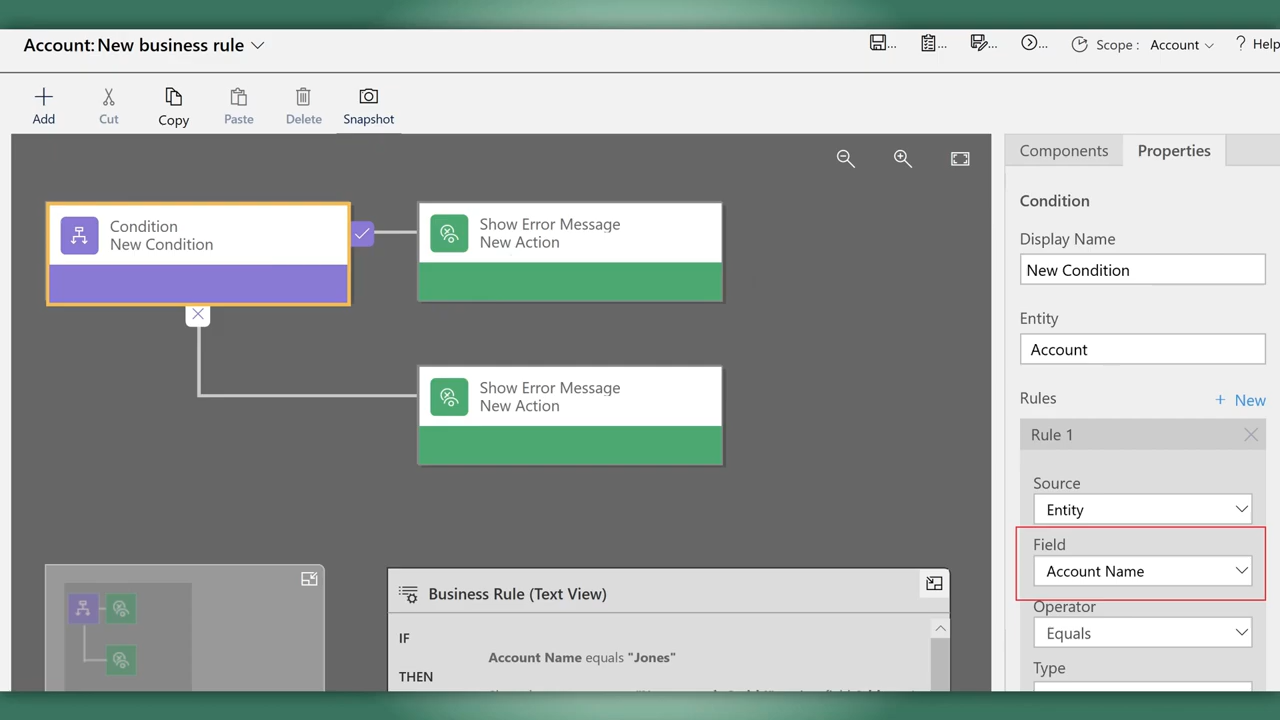 Account: New business rule
... ... ... ... Scope : Account ? Help
Add Cut Copy Paste Delete Snapshot
Components Properties
Condition
New Condition
Show Error Message
New Action
Show Error Message
New Action
Business Rule (Text View)
IF
Account Name equals "Jones"
THEN
Condition
Display Name
New Condition
Entity
Account
Rules + New
Rule 1
Source
Entity
Field
Account Name
Operator
Equals
Type